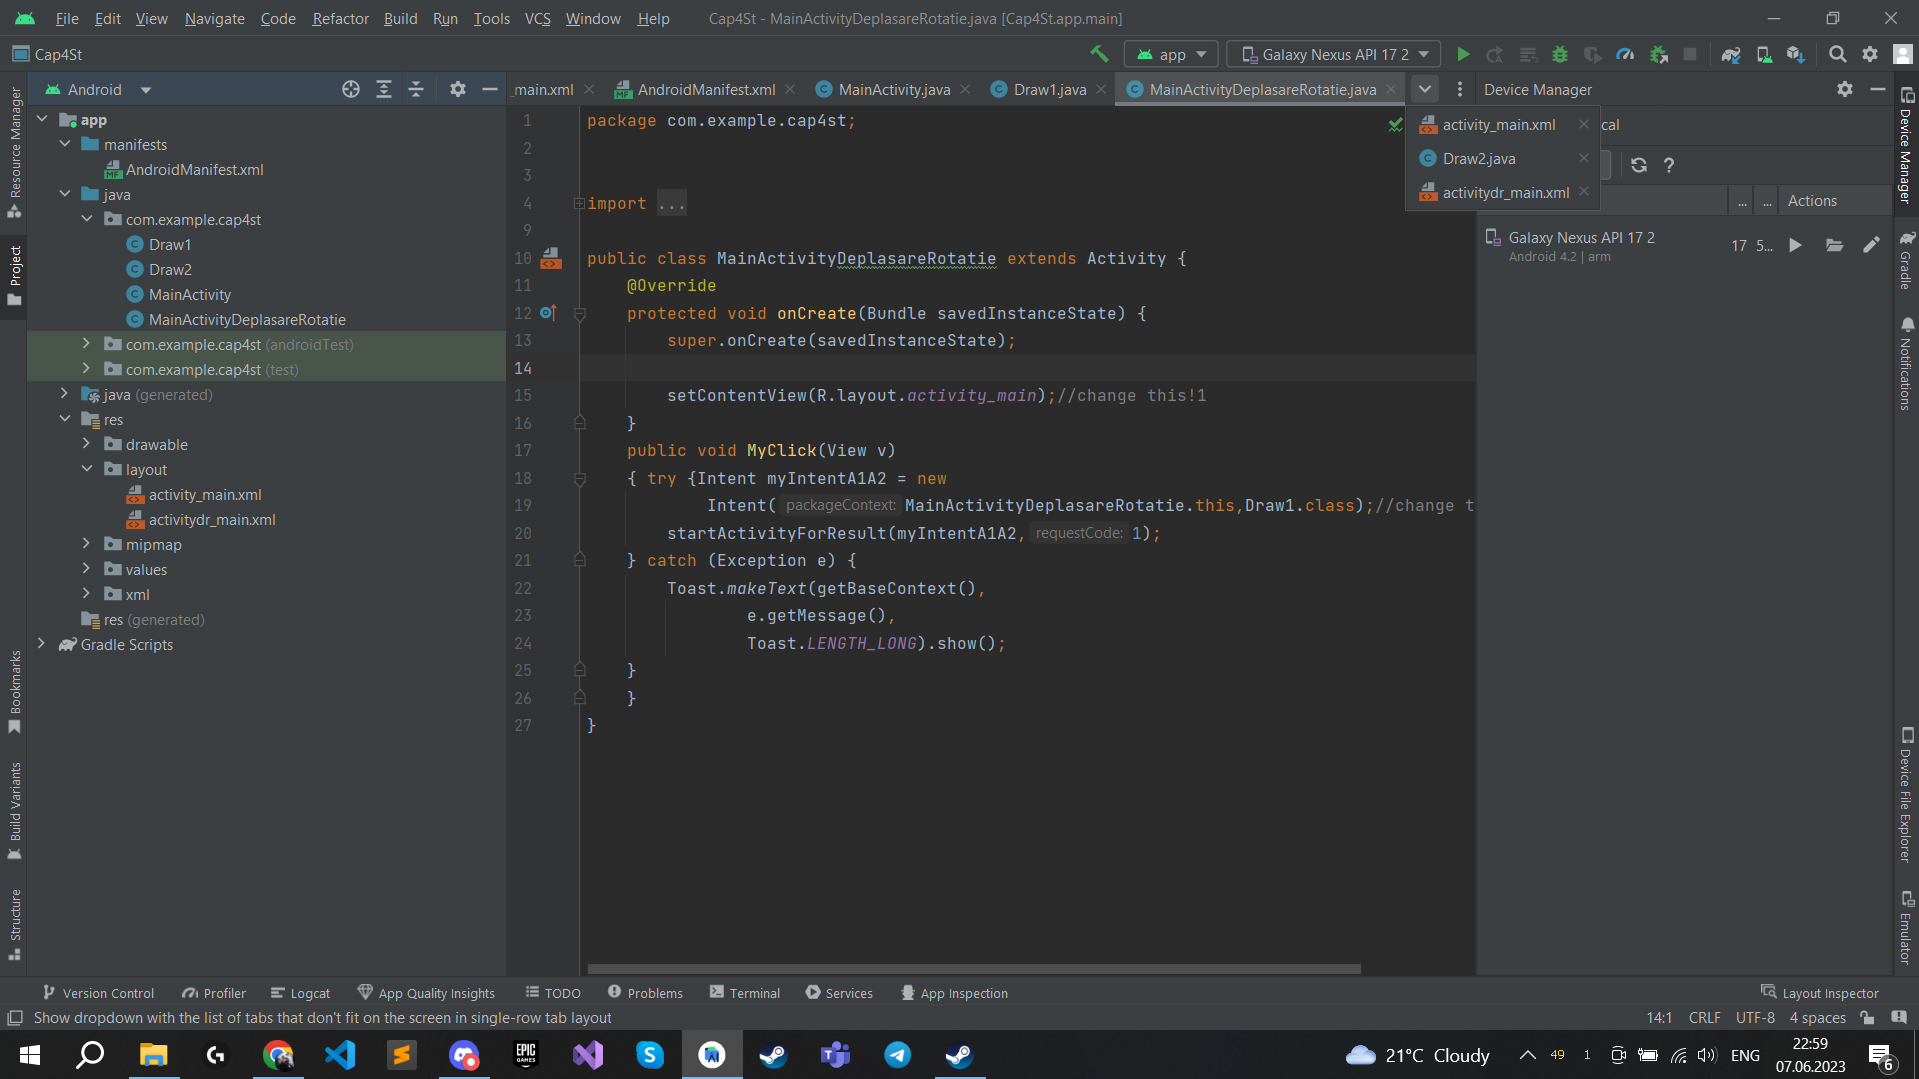 File Edit View Navigate Code Refactor Build Run Tools VCS Window Help Cap4St - MainActivityDeplasareRotatie.java [Cap4St.app.main]
Cap4St app Galaxy Nexus API 17 2
Android _main.xml AndroidManifest.xml MainActivity.java Draw1.java MainActivityDeplasareRotatie.java Device Manager
activity_main.xml
Draw2.java
activitydr_main.xml
cal
?
... ... Actions
Galaxy Nexus API 17 2 17 5...
Android 4.2 | arm
app
manifests
AndroidManifest.xml
java
com.example.cap4st
Draw1
Draw2
MainActivity
MainActivityDeplasareRotatie
com.example.cap4st (androidTest)
com.example.cap4st (test)
java (generated)
res
drawable
layout
activity_main.xml
activitydr_main.xml
mipmap
values
xml
res (generated)
Gradle Scripts
1 package com.example.cap4st;
2
3
4 import ...
9
10 public class MainActivityDeplasareRotatie extends Activity {
11 @Override
12 protected void onCreate(Bundle savedInstanceState) {
13 super.onCreate(savedInstanceState);
14
15 setContentView(R.layout.activity_main);//change this!1
16 }
17 public void MyClick(View v)
18 { try {Intent myIntentA1A2 = new
19 Intent( packageContext: MainActivityDeplasareRotatie.this,Draw1.class);//change t
20 startActivityForResult(myIntentA1A2, requestCode: 1);
21 } catch (Exception e) {
22 Toast.makeText(getBaseContext(),
23 e.getMessage(),
24 Toast.LENGTH_LONG).show();
25 }
26 }
27 }
Resource Manager
Project
Bookmarks
Build Variants
Structure
Device Manager
Gradle
Notifications
Device File Explorer
Emulator
Version Control Profiler Logcat App Quality Insights TODO Problems Terminal Services App Inspection Layout Inspector
Show dropdown with the list of tabs that don't fit on the screen in single-row tab layout 14:1 CRLF UTF-8 4 spaces
EPIC GAMES
21°C Cloudy 49 1 ENG 22:59
07.06.2023 6